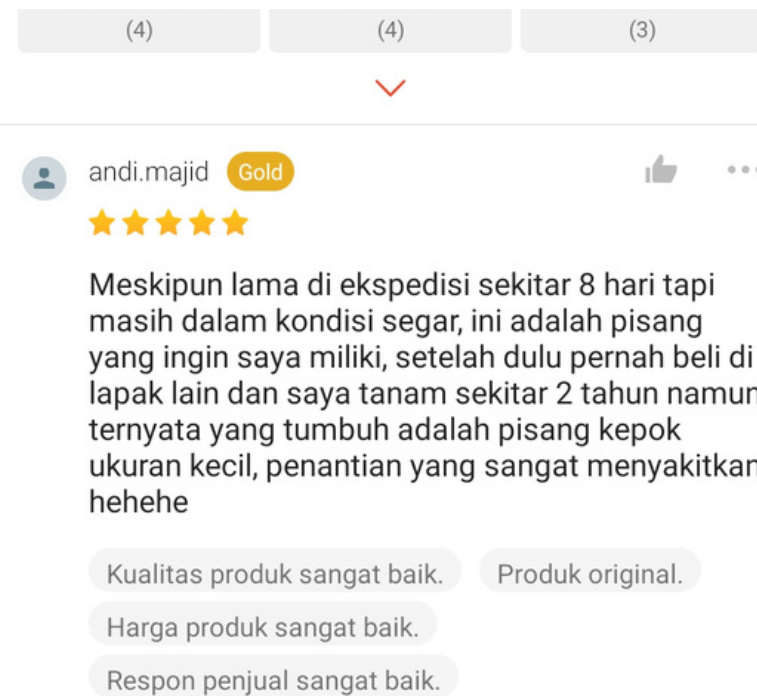 (4) (4) (3)
andi.majid Gold
Meskipun lama di ekspedisi sekitar 8 hari tapi
masih dalam kondisi segar, ini adalah pisang
yang ingin saya miliki, setelah dulu pernah beli di
lapak lain dan saya tanam sekitar 2 tahun namun
ternyata yang tumbuh adalah pisang kepok
ukuran kecil, penantian yang sangat menyakitkan
hehehe
Kualitas produk sangat baik. Produk original.
Harga produk sangat baik.
Respon penjual sangat baik.